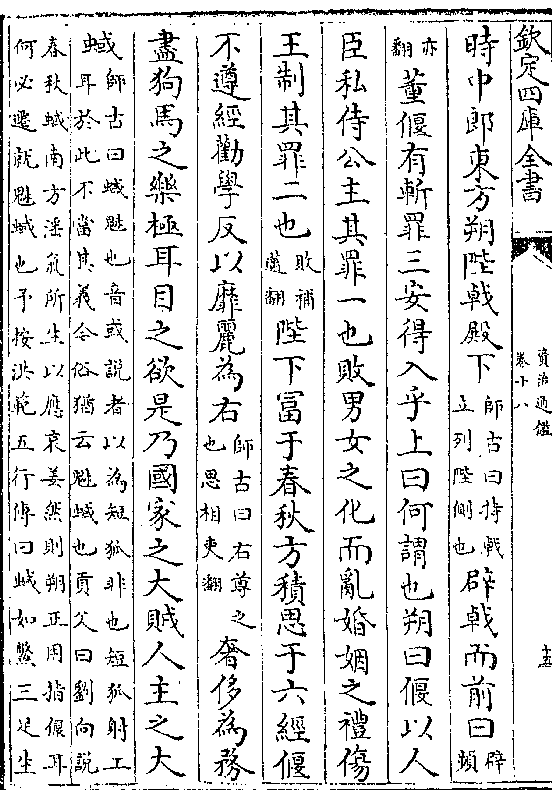 欽定四庫全書
資治通鑑
卷十八
十五
時中郎東方朔陛戟殿下師古曰持戟立列陛側也辟戟而前曰辟頻
亦翻董偃有斬罪三安得入乎上曰何謂也朔曰偃以人
臣私侍公主其罪一也敗男女之化而亂婚姻之禮傷
王制其罪二也敗補邁翻陛下富于春秋方積思于六經偃
不遵經勸學反以靡麗為右師古曰右尊之也思相吏翻奢侈為務
盡狗馬之樂極耳目之欲是乃國家之大賊人主之大
蜮師古曰蜮魅也音或說者以為短狐非也短狐射工
耳於此不當其義今俗猶云魅蜮也貢父曰劉向說
春秋蜮南方淫氣所生以應哀姜然則朔正用指偃耳
何必遷就魅蜮也予按洪範五行傳曰蜮如鱉三足生